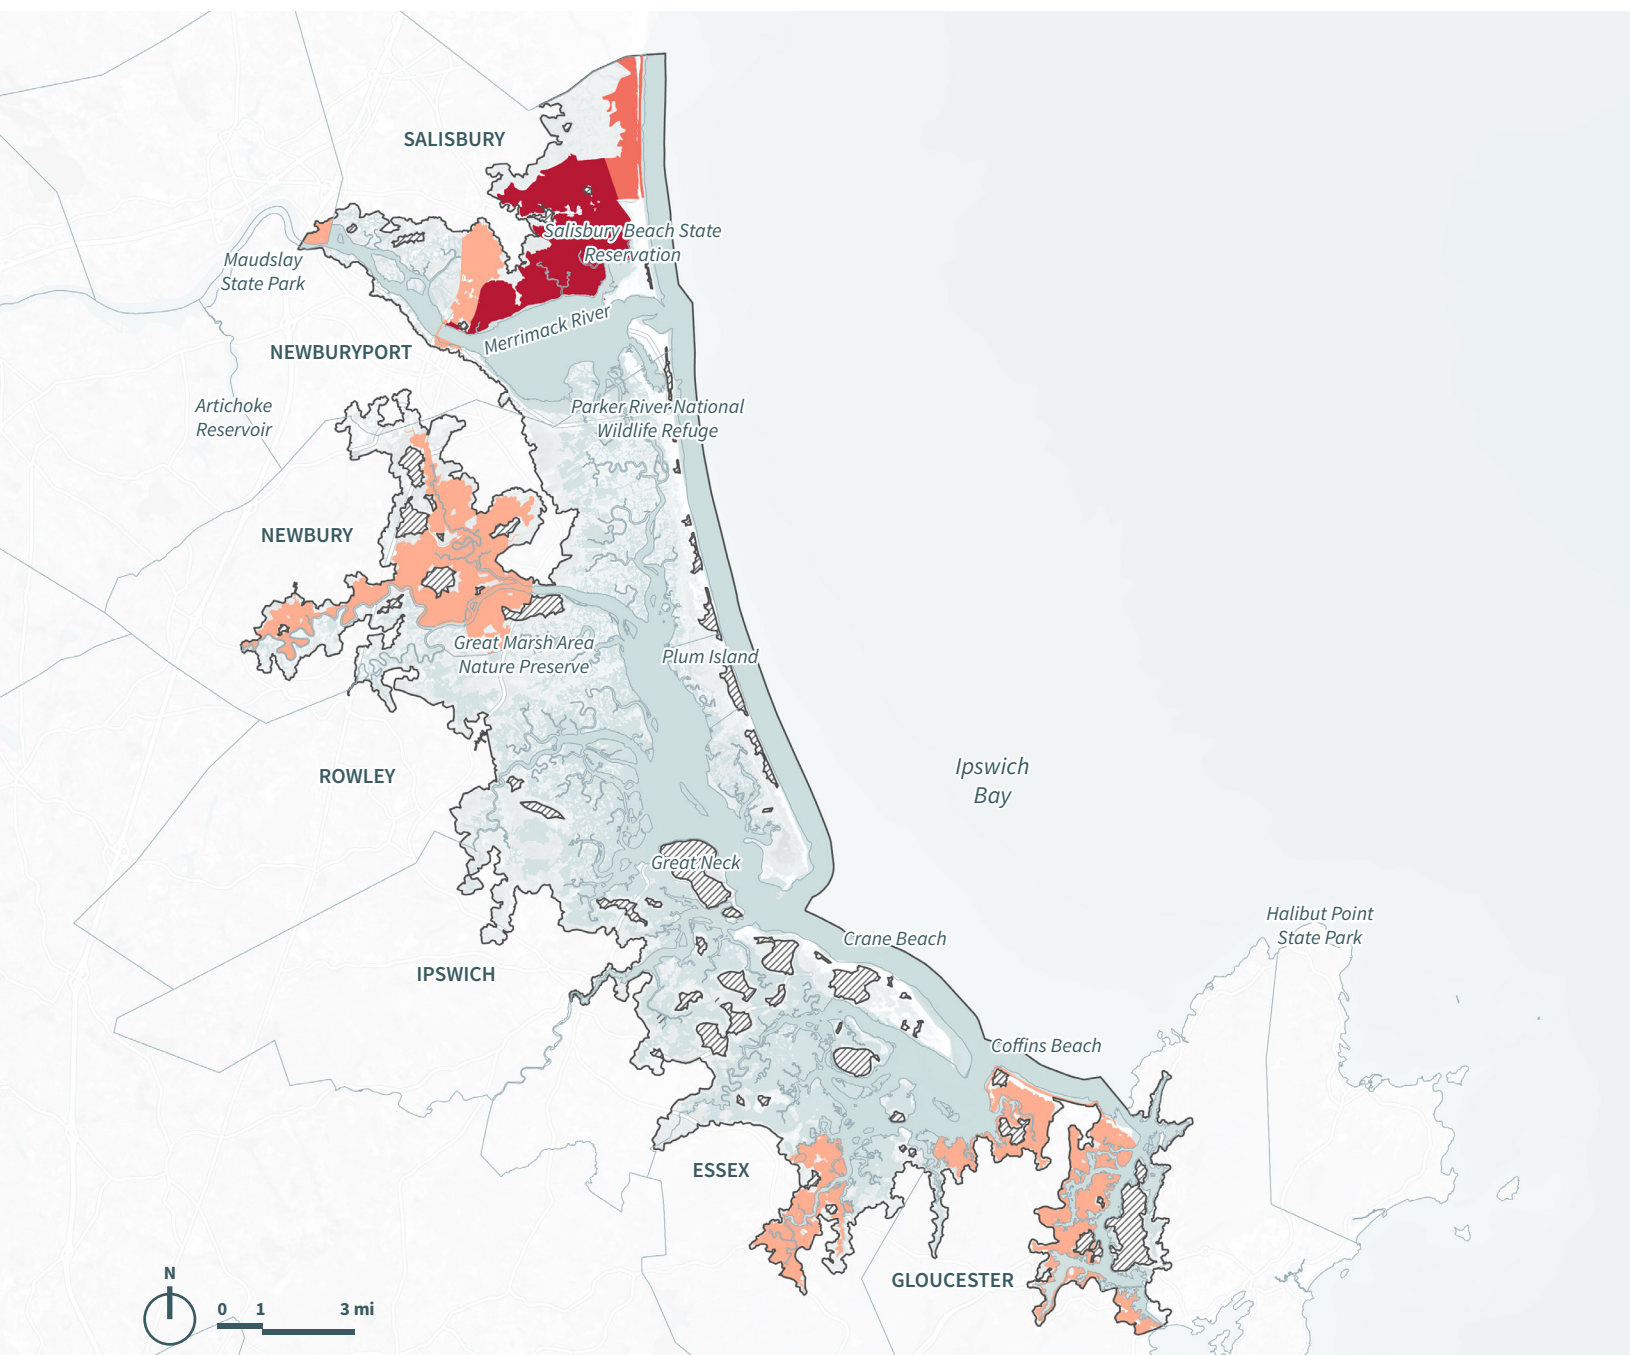 SALISBURY
Salisbury Beach State
Reservation
Maudslay
State Park
Merrimack River
NEWBURYPORT
Artichoke
Reservoir
Parker River National
Wildlife Refuge
NEWBURY
Great Marsh Area
Nature Preserve
Plum Island
ROWLEY
Ipswich
Bay
Great Neck
Halibut Point
State Park
Crane Beach
IPSWICH
Coffins Beach
ESSEX
GLOUCESTER
N
0 1 3 mi